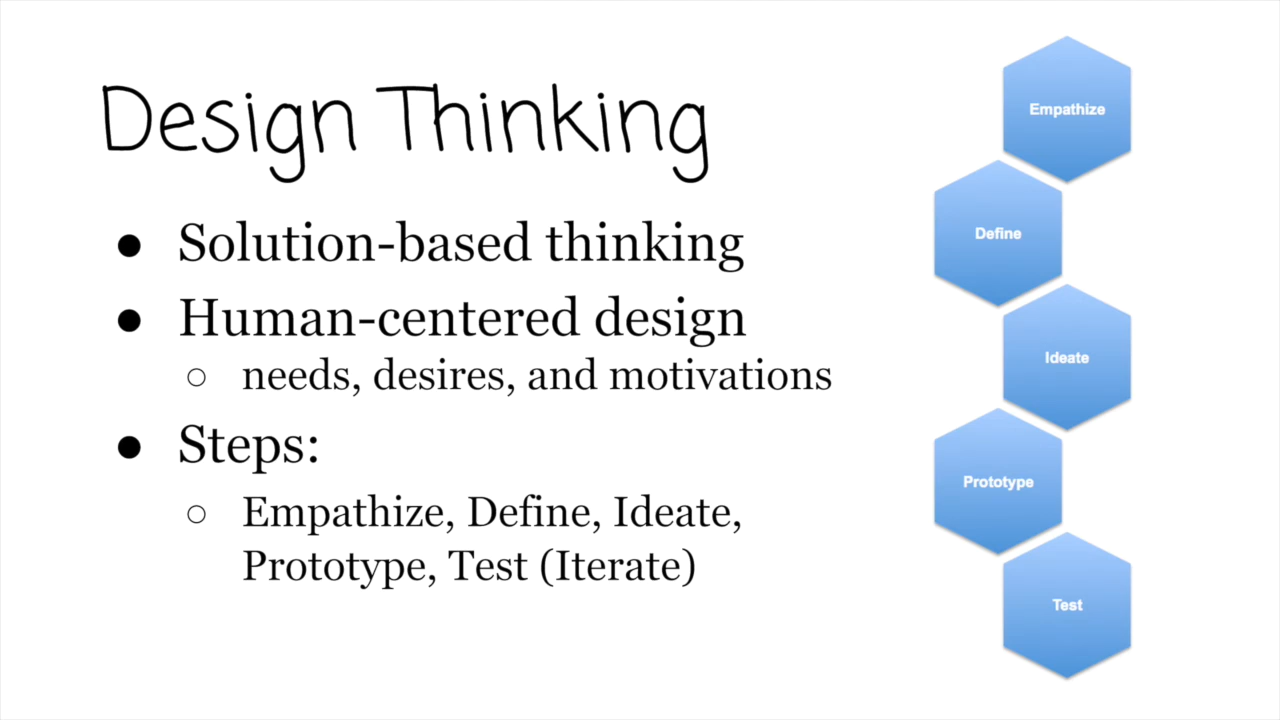 Design Thinking
● Solution-based thinking
● Human-centered design
○ needs, desires, and motivations
● Steps:
○ Empathize, Define, Ideate,
Prototype, Test (Iterate)
Empathize
Define
Ideate
Prototype
Test